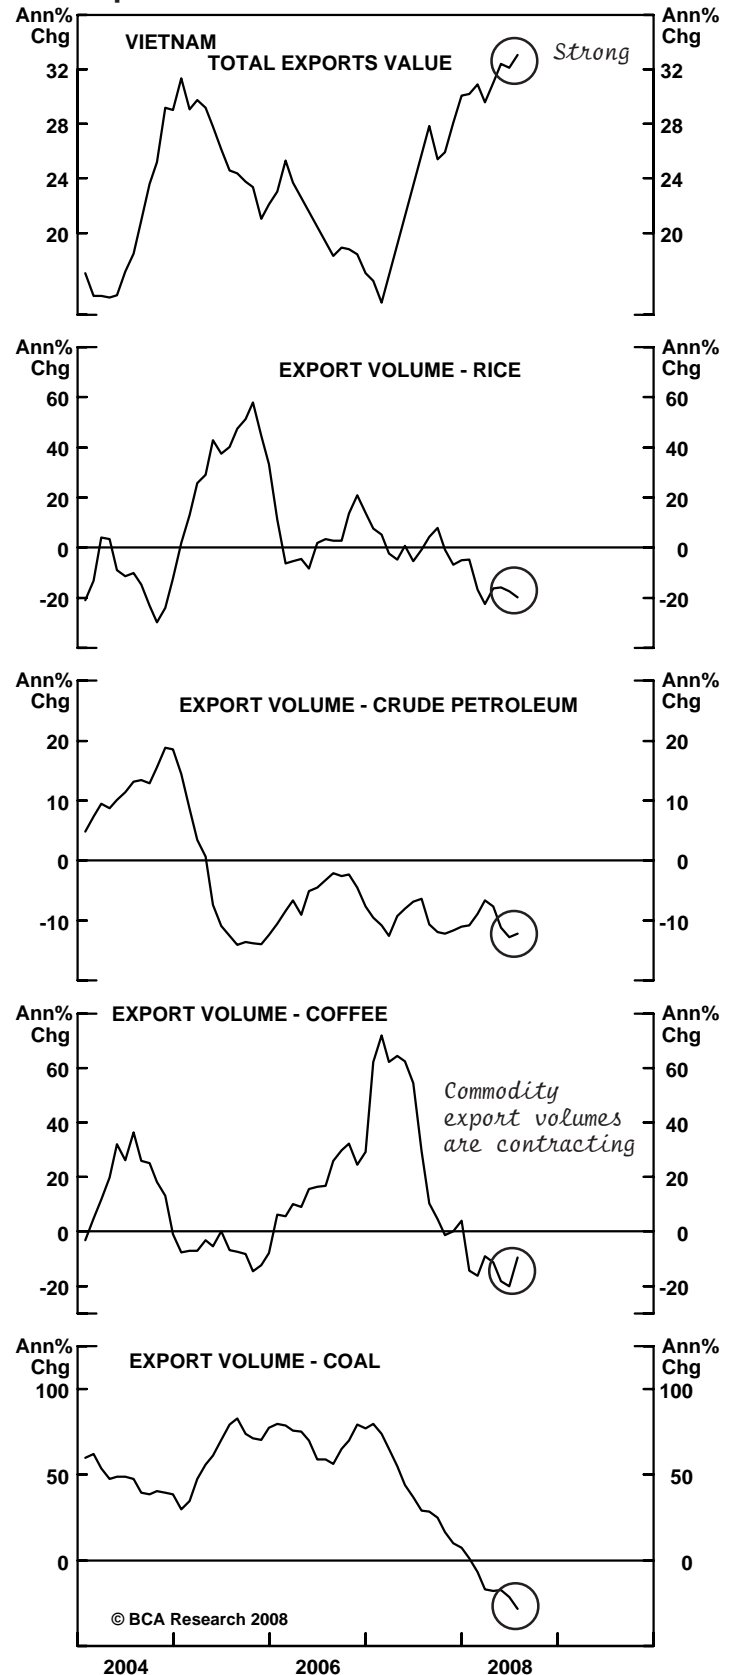 Ann%
Chg
Ann%
Chg
VIETNAM
TOTAL EXPORTS VALUE
Strong
32
32
28
28
24
24
20
20
Ann%
Chg
Ann%
Chg
EXPORT VOLUME - RICE
60
60
40
40
20
20
0
0
-20
-20
Ann%
Chg
Ann%
Chg
EXPORT VOLUME - CRUDE PETROLEUM
20
20
10
10
0
0
-10
-10
Ann%
Chg
Ann%
Chg
EXPORT VOLUME - COFFEE
60
60
Commodity
export volumes
are contracting
40
40
20
20
0
0
-20
-20
Ann%
Chg
Ann%
Chg
EXPORT VOLUME - COAL
100
100
50
50
0
0
© BCA Research 2008
2004 2006 2008